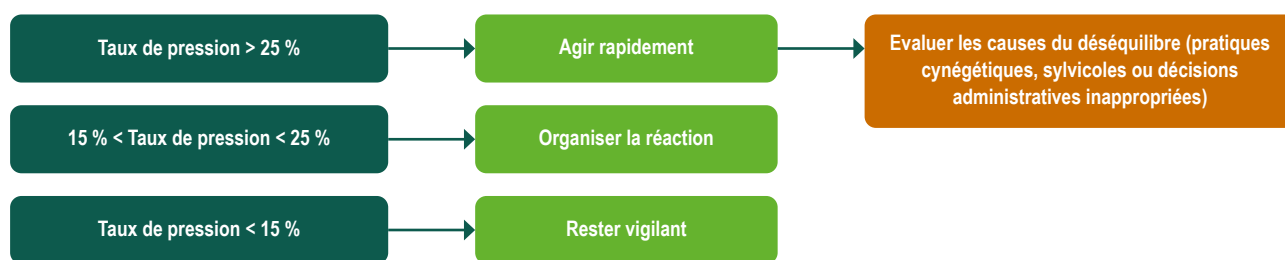 Taux de pression > 25 %
Agir rapidement
Evaluer les causes du déséquilibre (pratiques
cynégétiques, sylvicoles ou décisions
administratives inappropriées)
15 % < Taux de pression < 25 %
Organiser la réaction
Taux de pression < 15 %
Rester vigilant